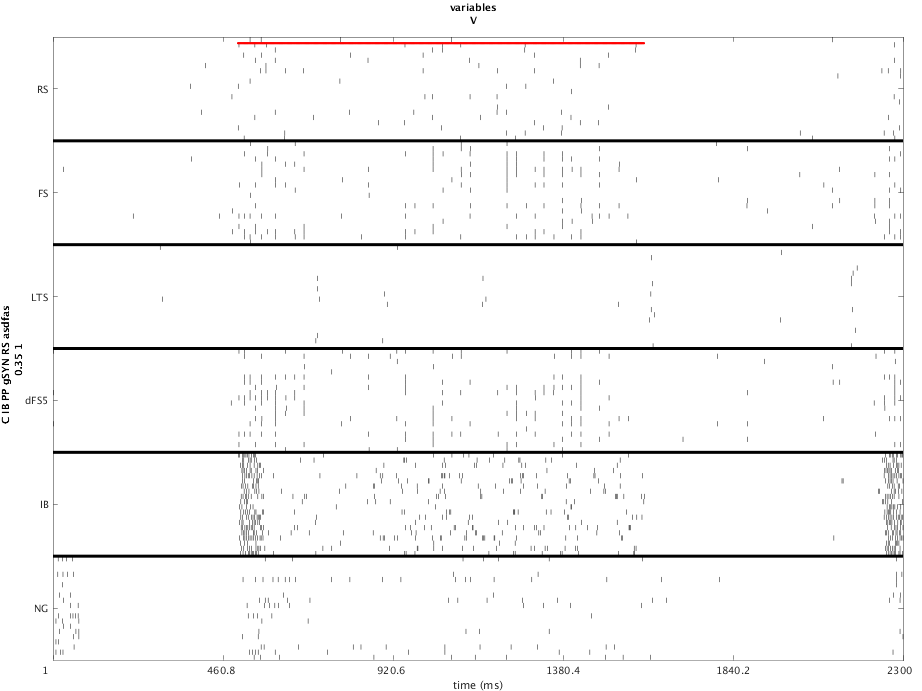 variables
V
C IB PP gSYN RS asdfas
0.35 1
RS
FS
LTS
dFS5
IB
NG
1
460.8
920.6
1380.4
1840.2
2300
time (ms)